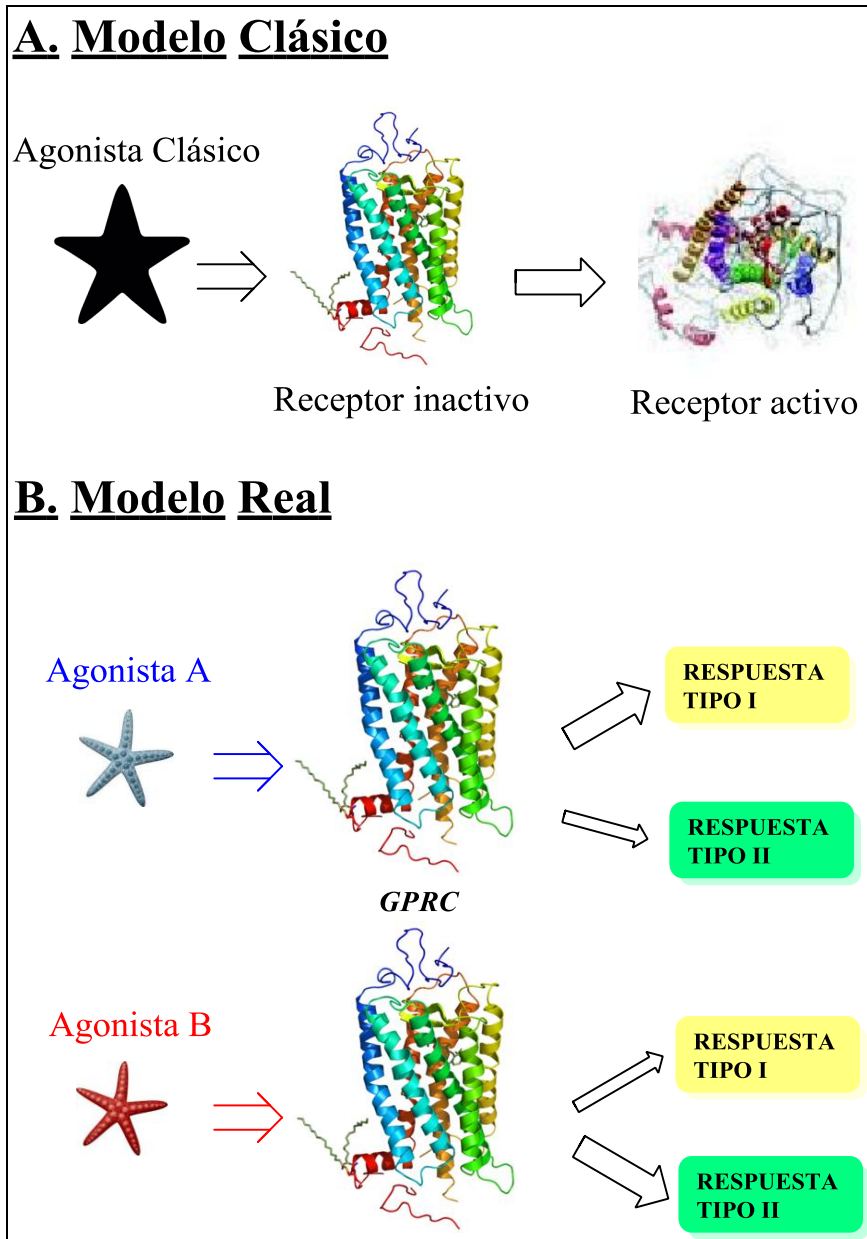 A. Modelo Clásico
Agonista Clásico
Receptor inactivo
Receptor activo
B. Modelo Real
Agonista A
RESPUESTA
TIPO I
RESPUESTA
TIPO II
GPRC
Agonista B
RESPUESTA
TIPO I
RESPUESTA
TIPO II